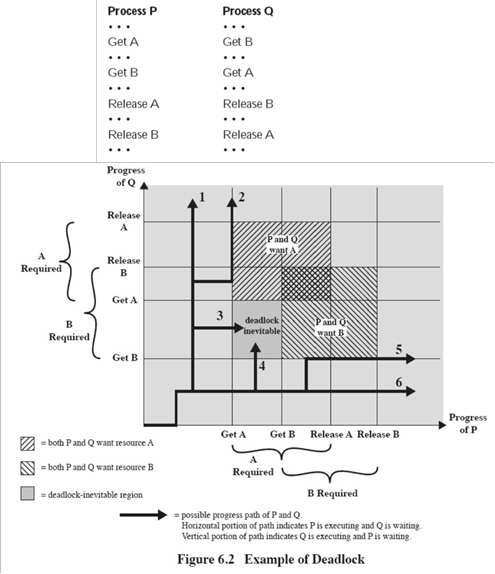 Process P Process Q
• • • • • •
Get A Get B
• • • • • •
Get B Get A
• • • • • •
Release A Release B
• • • • • •
Release B Release A
• • • • • •
Progress
of Q
1 2
Release
A
A
Required
P and Q
want A
Release
B
Get A
B
Required
3
deadlock
inevitable
P and Q
want B
Get B
4
5
6
Progress
of P
Get A Get B Release A Release B
A
Required
B Required
= both P and Q want resource A
= both P and Q want resource B
= deadlock-inevitable region
= possible progress path of P and Q.
Horizontal portion of path indicates P is executing and Q is waiting.
Vertical portion of path indicates Q is executing and P is waiting.
Figure 6.2 Example of Deadlock